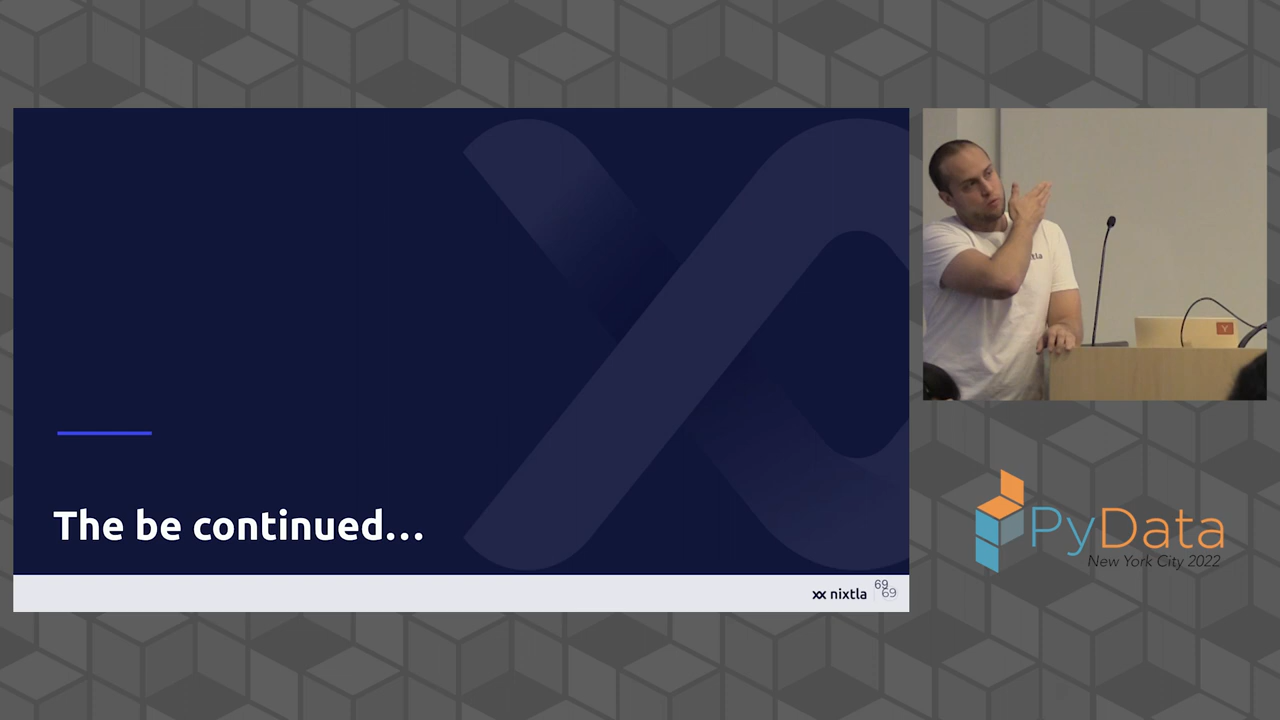 The be continued...
nixtla
69
69
Y
PyData
New York City 2022